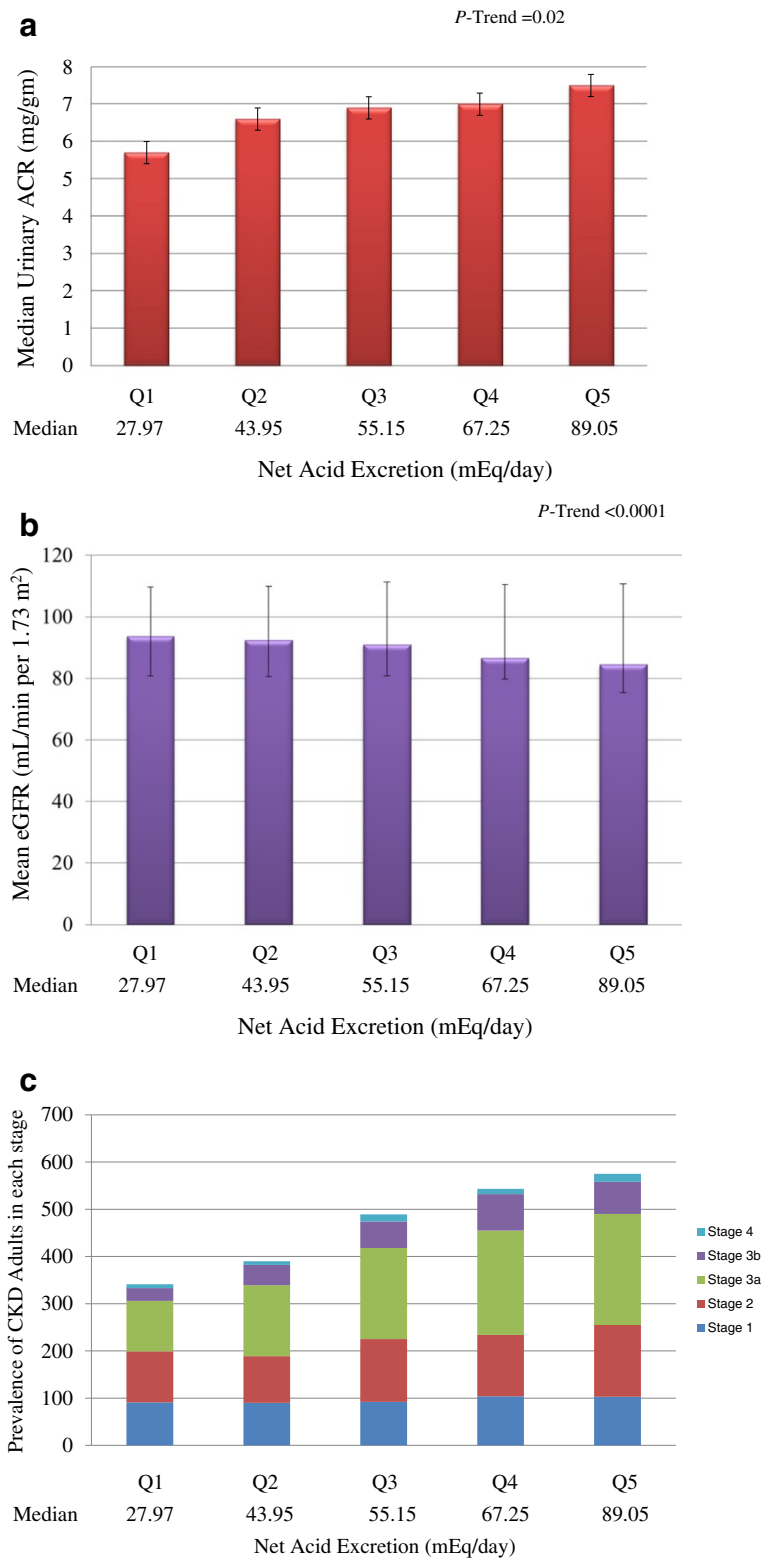 a
P-Trend =0.02
Median Urinary ACR (mg/gm)
8
7
6
5
4
3
2
1
0
Q1 Q2 Q3 Q4 Q5
Median 27.97 43.95 55.15 67.25 89.05
Net Acid Excretion (mEq/day)
P-Trend <0.0001
b
Mean eGFR (mL/min per 1.73 m²)
120
100
80
60
40
20
0
Q1 Q2 Q3 Q4 Q5
Median 27.97 43.95 55.15 67.25 89.05
Net Acid Excretion (mEq/day)
c
Prevalence of CKD Adults in each stage
700
600
500
400
300
200
100
0
Stage 4
Stage 3b
Stage 3a
Stage 2
Stage 1
Q1 Q2 Q3 Q4 Q5
Median 27.97 43.95 55.15 67.25 89.05
Net Acid Excretion (mEq/day)